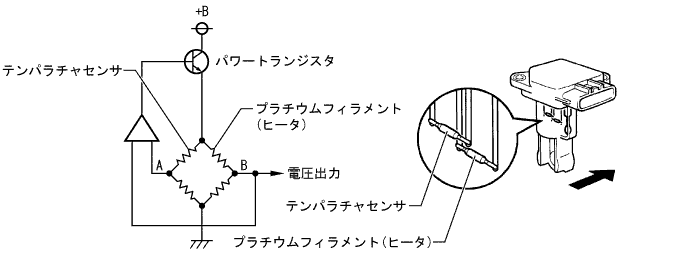 +B
パワートランジスタ
テンパラチャセンサ
プラチウムフィラメント
(ヒータ)
A
B
電圧出力
テンパラチャセンサ
プラチウムフィラメント(ヒータ)